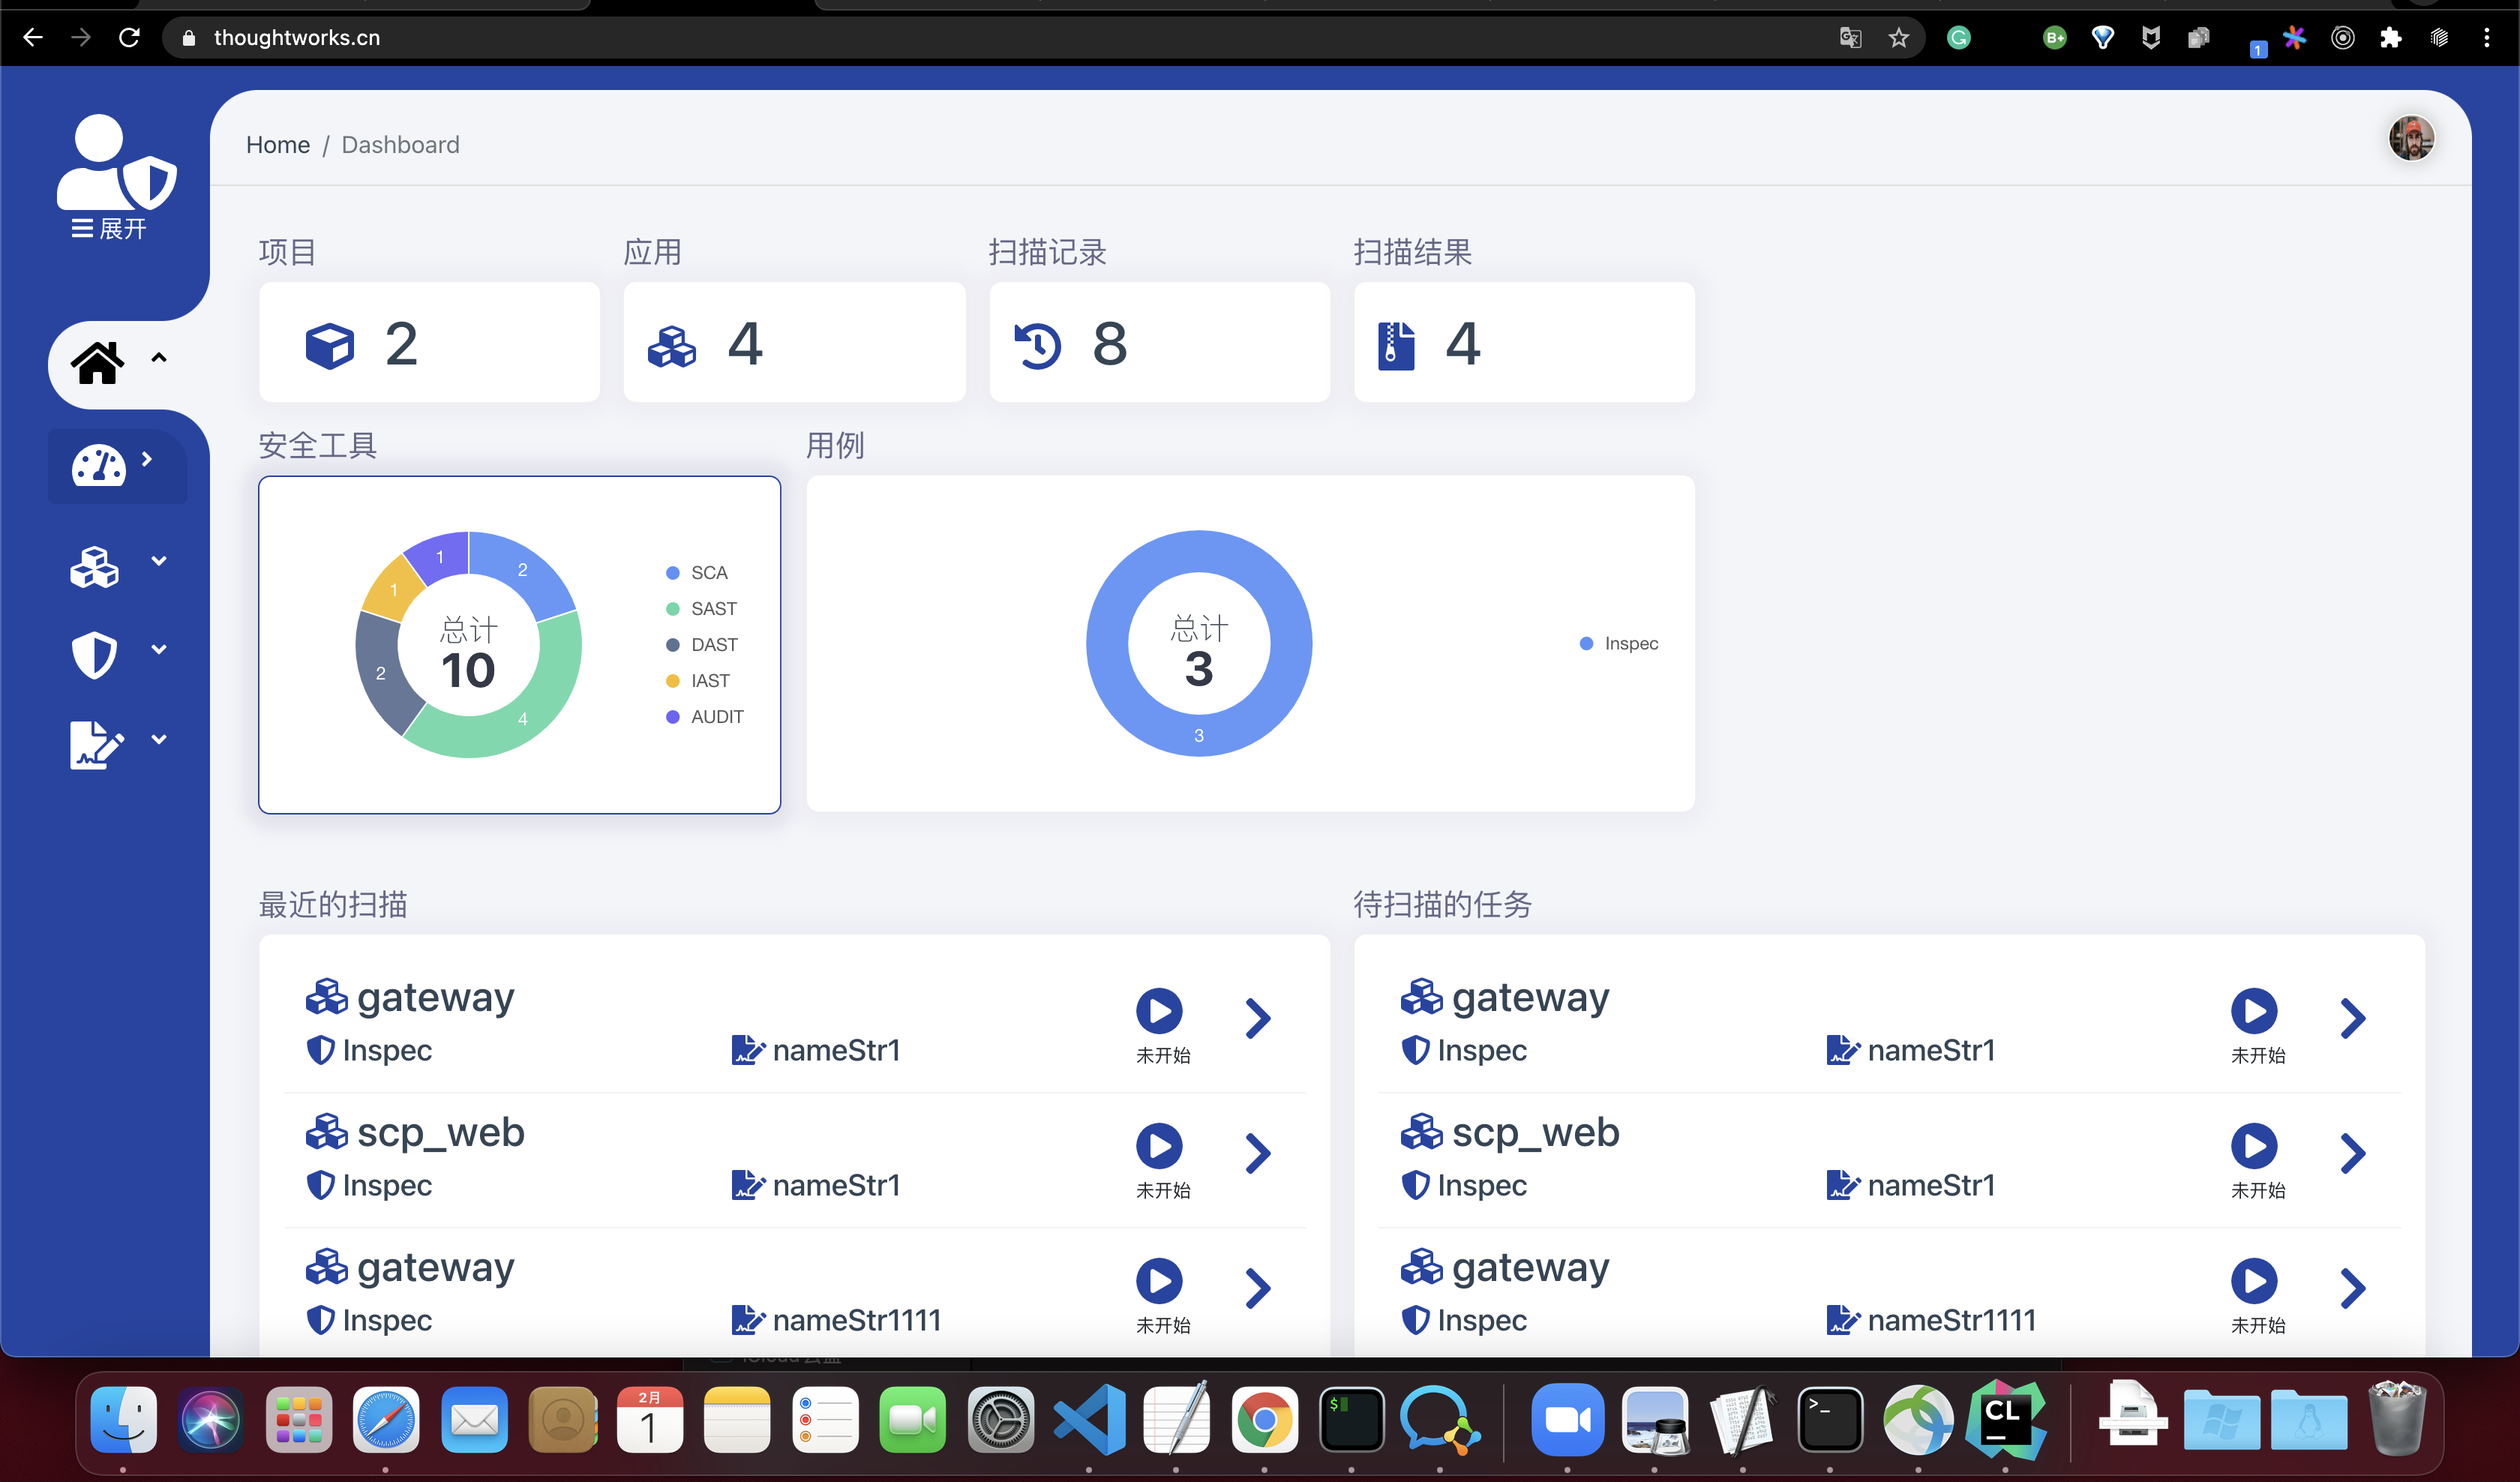 thoughtworks.cn
B+
1
Home / Dashboard
展开
项目
应用
扫描记录
扫描结果
2
4
8
4
安全工具
用例
1
2
1
2
4
总计
10
SCA
SAST
DAST
IAST
AUDIT
总计
3
3
Inspec
最近的扫描
待扫描的任务
gateway
Inspec
nameStr1
未开始
scp_web
Inspec
nameStr1
未开始
gateway
Inspec
nameStr1111
未开始
gateway
Inspec
nameStr1
未开始
scp_web
Inspec
nameStr1
未开始
gateway
Inspec
nameStr1111
未开始
2月
1
$
>_
CL